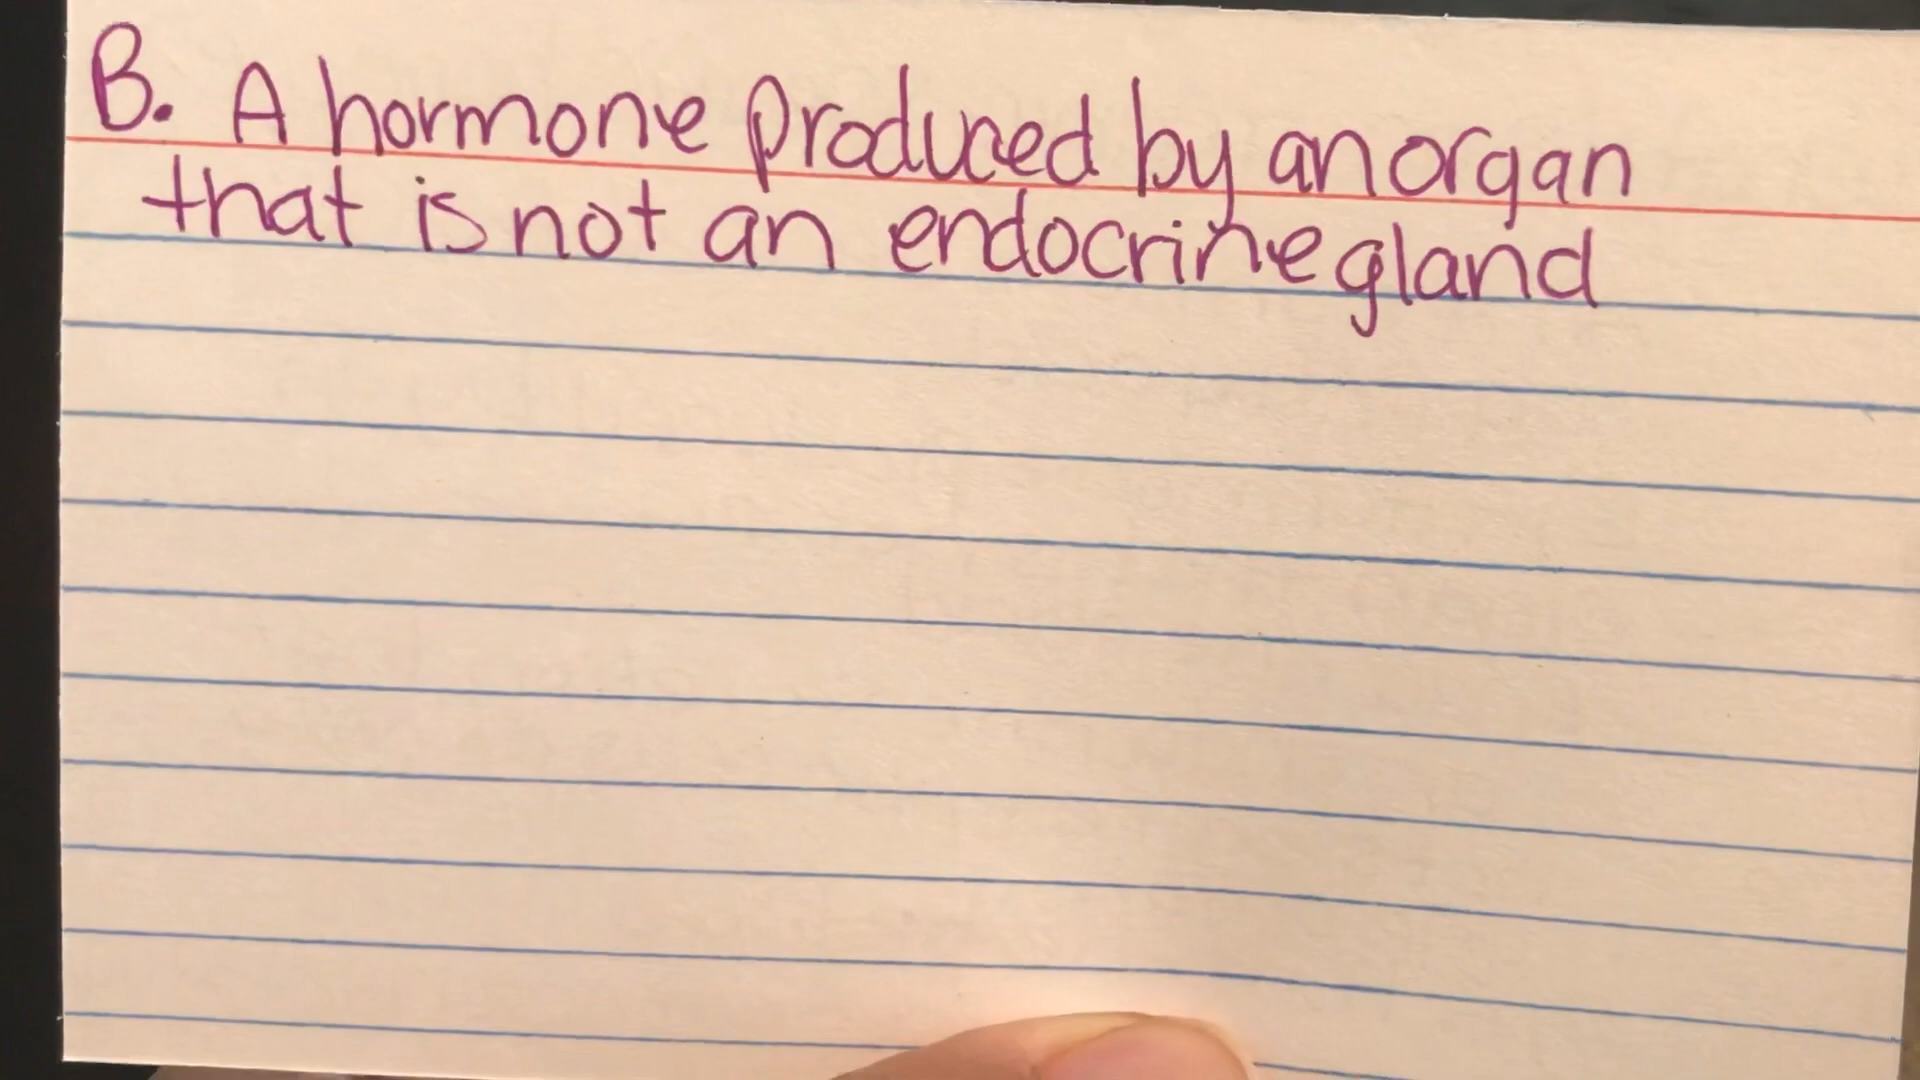 B. A hormone produced by an organ
that is not an endocrine gland